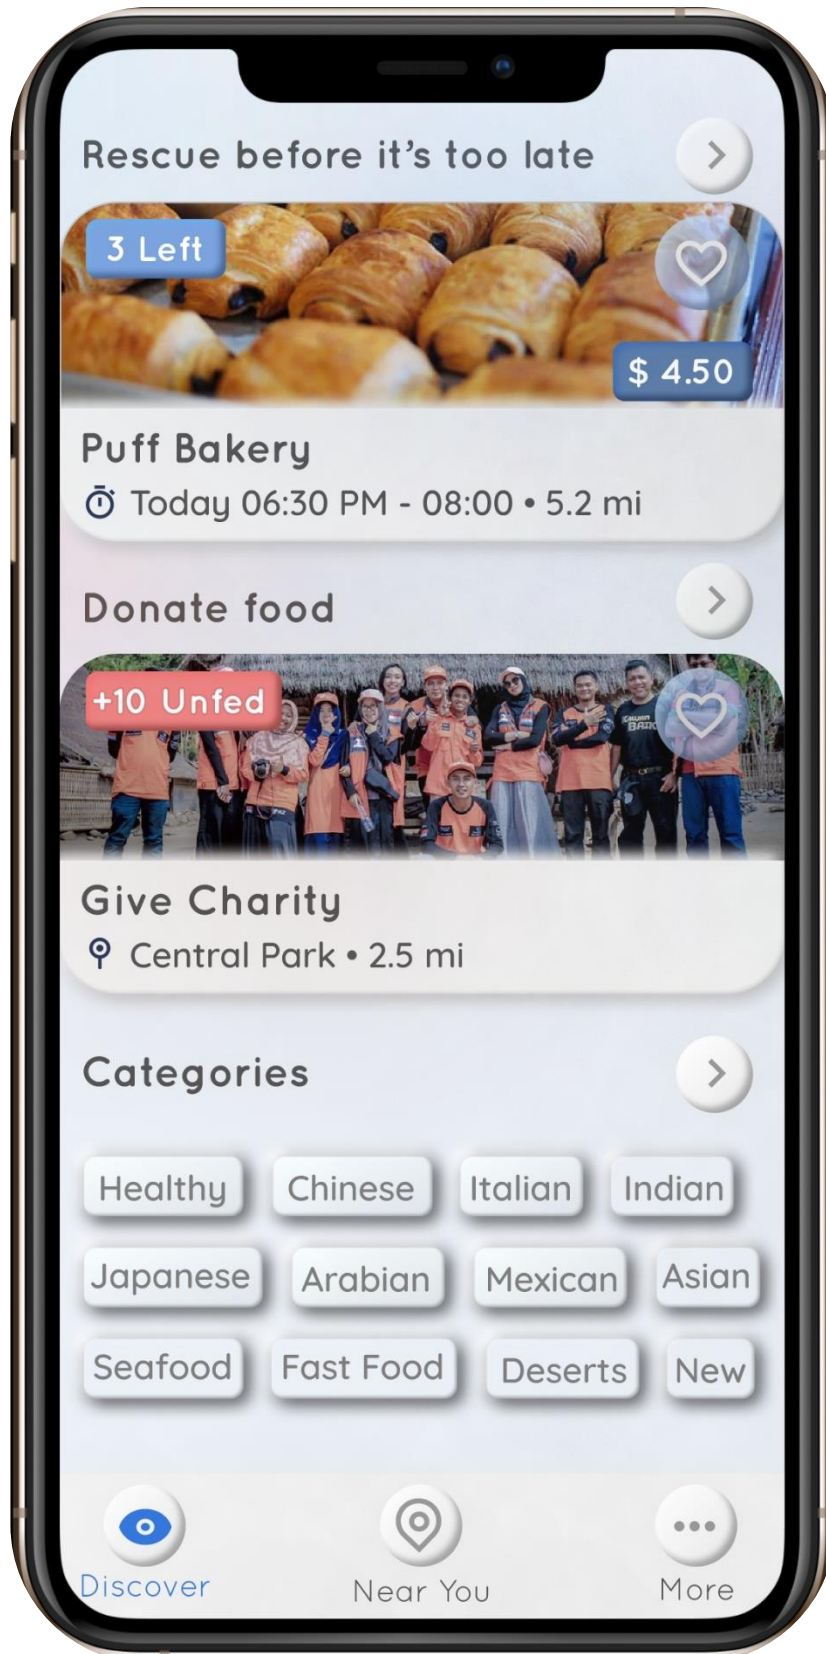 Rescue before it's too late
3 Left
$ 4.50
Puff Bakery
Today 06:30 PM - 08:00 • 5.2 mi
Donate food
+10 Unfed
KAWAN
BAIK
Give Charity
Central Park • 2.5 mi
Categories
Healthy Chinese Italian Indian
Japanese Arabian Mexican Asian
Seafood Fast Food Deserts New
Discover Near You More